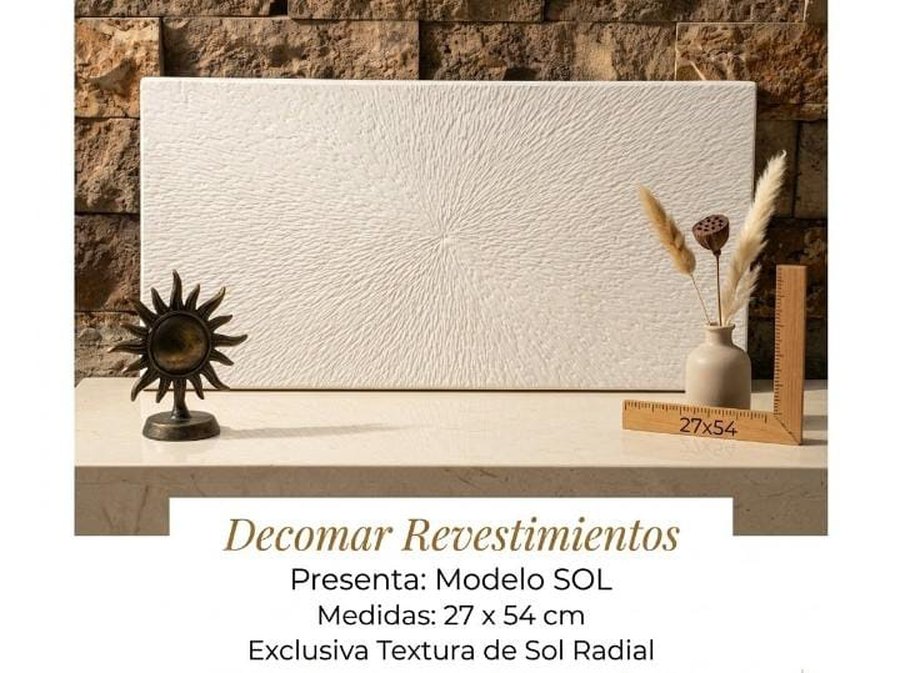 27x54
Decomar Revestimientos
Presenta: Modelo SOL
Medidas: 27 x 54 cm
Exclusiva Textura de Sol Radial